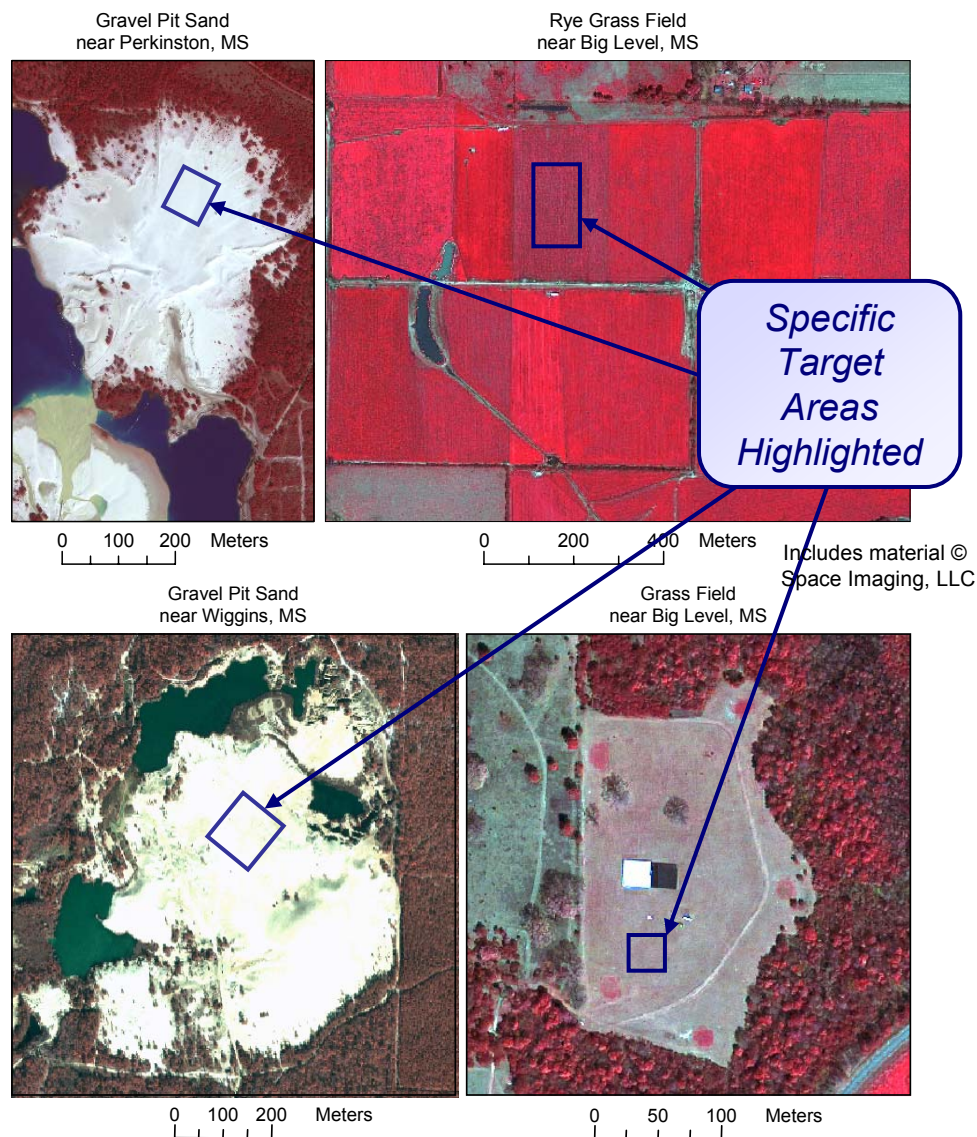 Gravel Pit Sand
near Perkinston, MS
Rye Grass Field
near Big Level, MS
Specific
Target
Areas
Highlighted
0 100 200 Meters
0 200 400 Meters
Includes material ©
Space Imaging, LLC
Gravel Pit Sand
near Wiggins, MS
Grass Field
near Big Level, MS
0 100 200 Meters
0 50 100 Meters